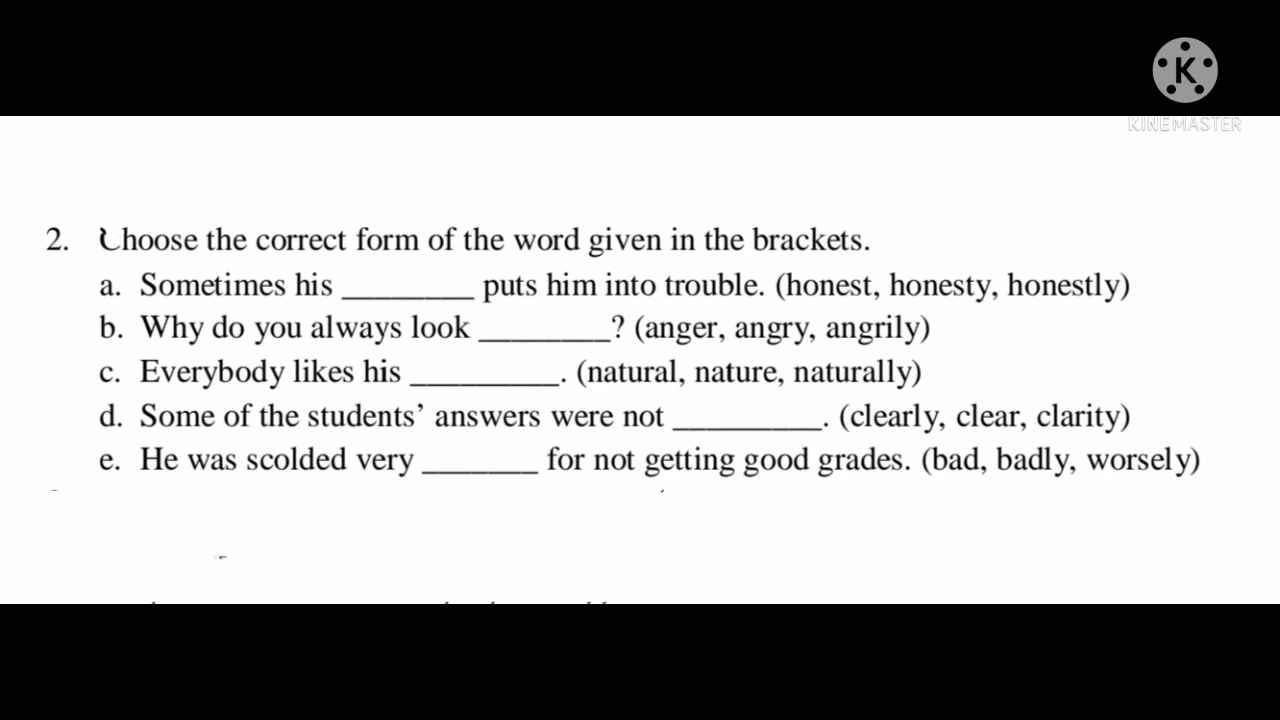 K
KINEMASTER
2. Choose the correct form of the word given in the brackets.
a. Sometimes his ________ puts him into trouble. (honest, honesty, honestly)
b. Why do you always look ________? (anger, angry, angrily)
c. Everybody likes his _________. (natural, nature, naturally)
d. Some of the students’ answers were not _________. (clearly, clear, clarity)
e. He was scolded very _______ for not getting good grades. (bad, badly, worsely)